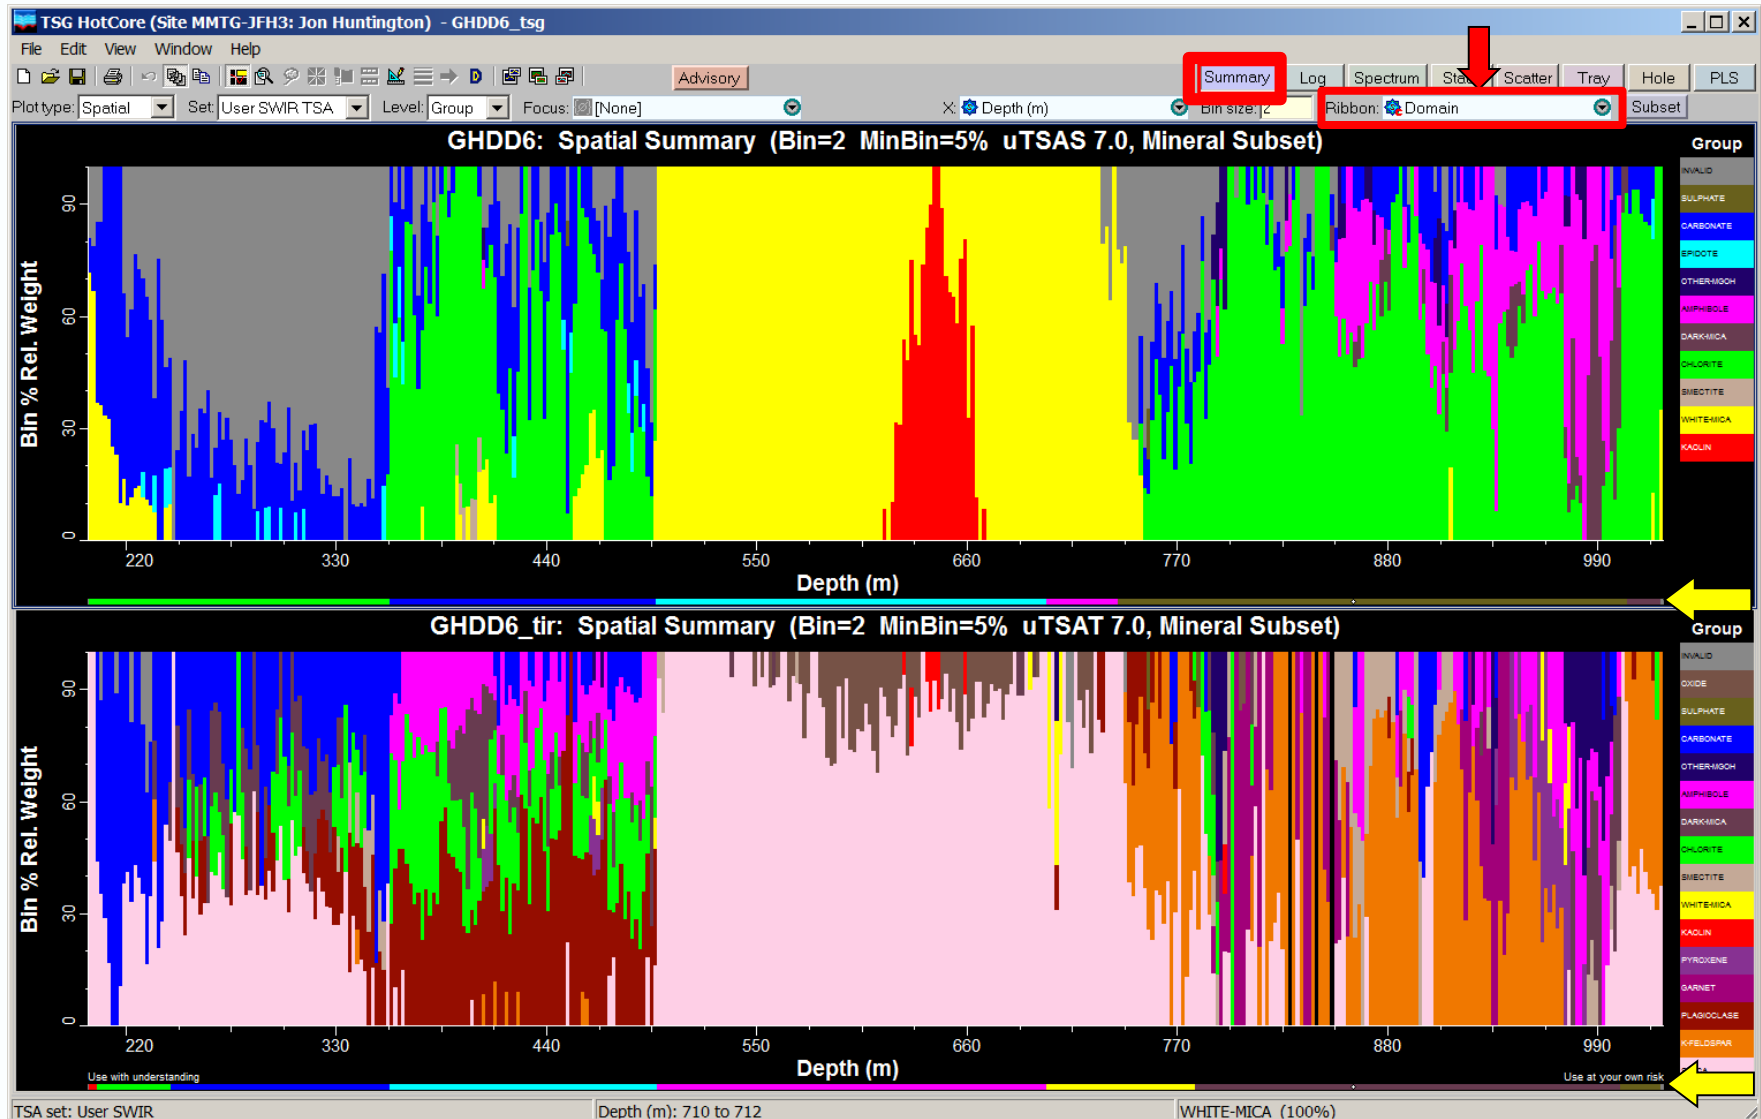 TSG HotCore (Site MMTG-JFH3: Jon Huntington) - GHDD6_tsg
File Edit View Window Help
D Advisory Summary Log Spectrum Scatter Tray Hole PLS
Plot type: Spatial Set: User SWIR TSA Level: Group Focus: [None] X: Depth (m) Bin size: 2 Ribbon: Domain Subset
GHDD6: Spatial Summary (Bin=2 MinBin=5% uTSAS 7.0, Mineral Subset)
Group
INVALID
SULPHATE
CARBONATE
EPIDOTE
OTHER-MGOH
AMPHIBOLE
DARK-MICA
CHLORITE
SMECTITE
WHITE-MICA
KAOLIN
Bin % Rel. Weight
90
60
30
0
220 330 440 550 660 770 880 990
Depth (m)
GHDD6_tir: Spatial Summary (Bin=2 MinBin=5% uTSAT 7.0, Mineral Subset)
Group
INVALID
OXIDE
SULPHATE
CARBONATE
OTHER-MGOH
AMPHIBOLE
DARK-MICA
CHLORITE
SMECTITE
WHITE-MICA
KAOLIN
PYROXENE
GARNET
PLAGIOCLASE
K-FELDSPAR
Bin % Rel. Weight
90
60
30
0
220 330 440 550 660 770 880 990
Depth (m)
Use with understanding
Use at your own risk
TSA set: User SWIR Depth (m): 710 to 712 WHITE-MICA (100%)